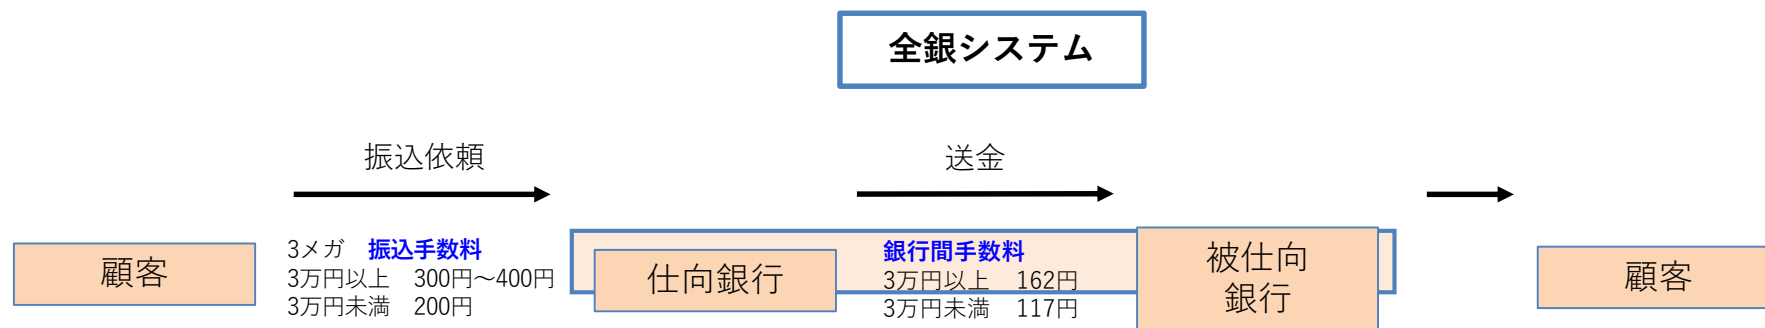 全銀システム
振込依頼
送金
顧客
3メガ　振込手数料
3万円以上　300円～400円
3万円未満　200円
仕向銀行
銀行間手数料
3万円以上　162円
3万円未満　117円
被仕向
銀行
顧客